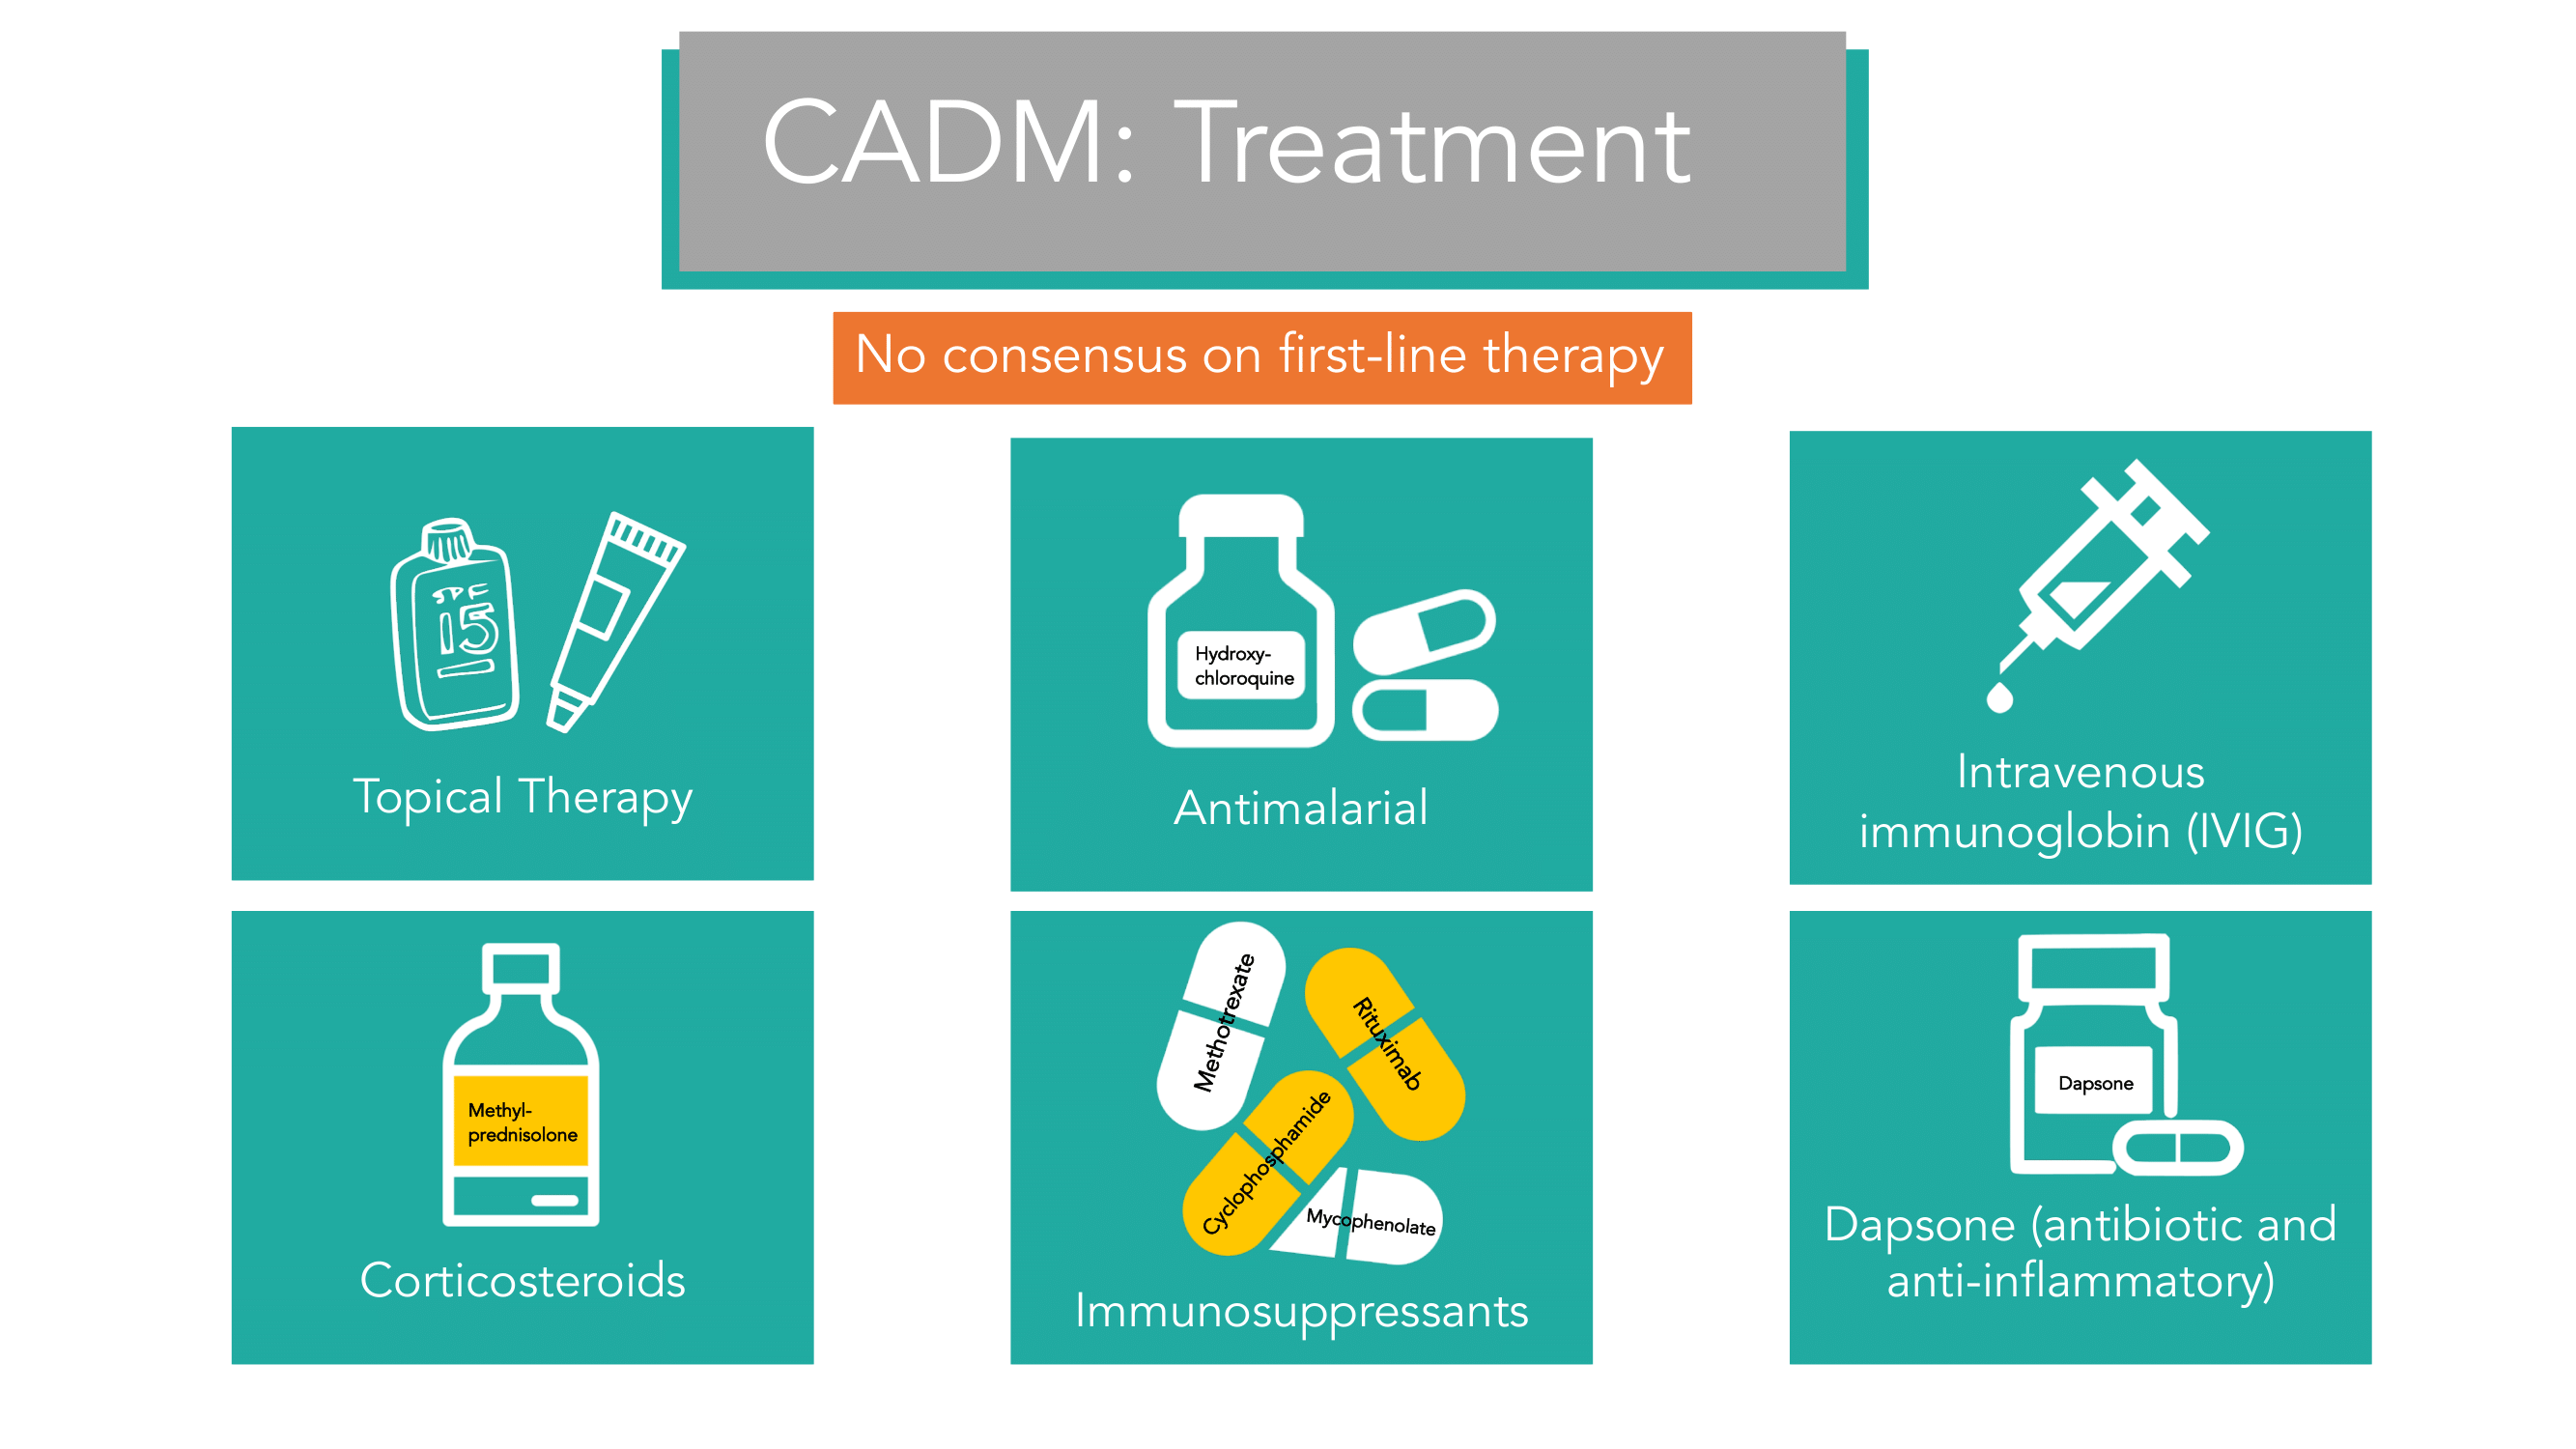 CADM: Treatment
No consensus on first-line therapy
SPF
15
Topical Therapy
Hydroxy-
chloroquine
Antimalarial
Intravenous
immunoglobin (IVIG)
Methyl-
prednisolone
Corticosteroids
Methotrexate
Rituximab
Cyclophosphamide
Mycophenolate
Immunosuppressants
Dapsone
Dapsone (antibiotic and
anti-inflammatory)